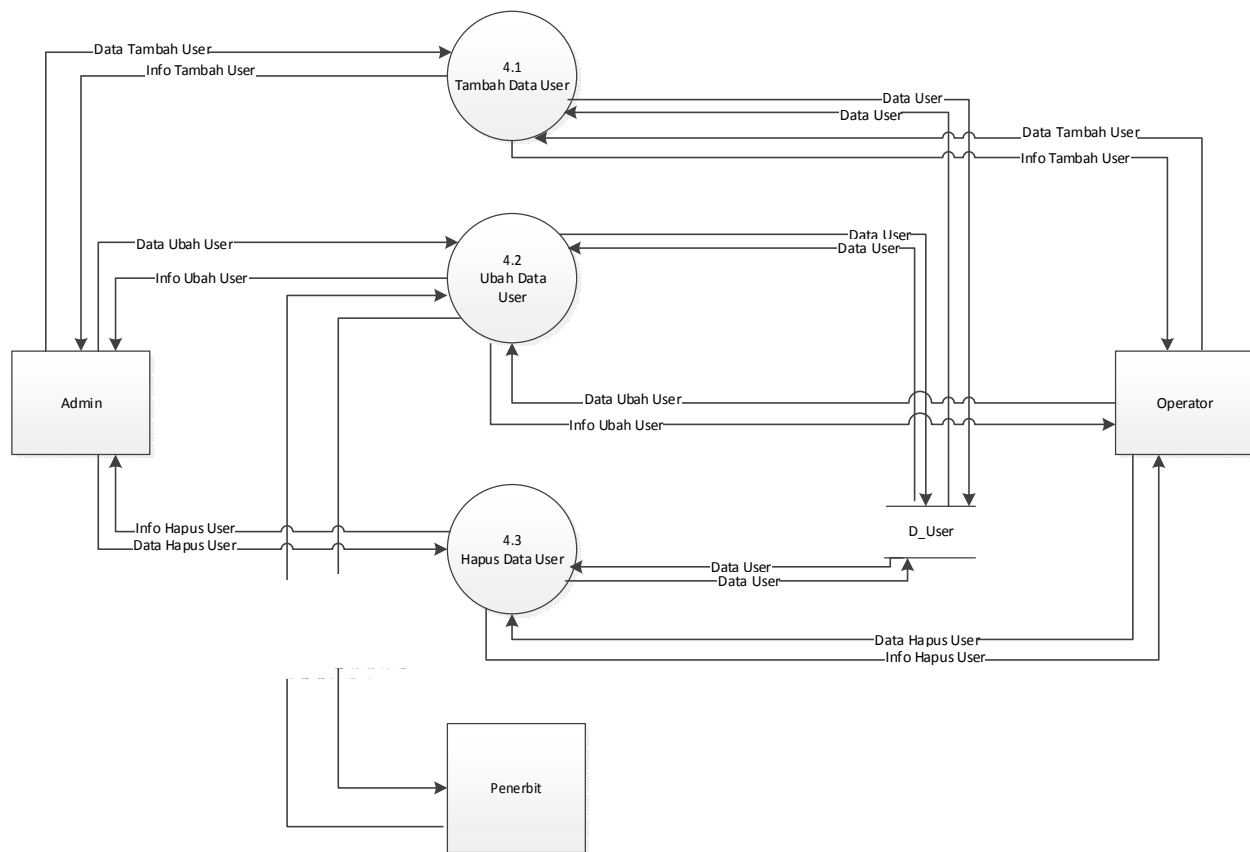 Data Tambah User
Info Tambah User
4.1
Tambah Data User
Data User
Data User
Data Tambah User
Info Tambah User
Data Ubah User
Info Ubah User
4.2
Ubah Data
User
Data User
Data User
Admin
Data Ubah User
Info Ubah User
Operator
Info Hapus User
Data Hapus User
4.3
Hapus Data User
D_User
Data User
Data User
Data Hapus User
Info Hapus User
Penerbit